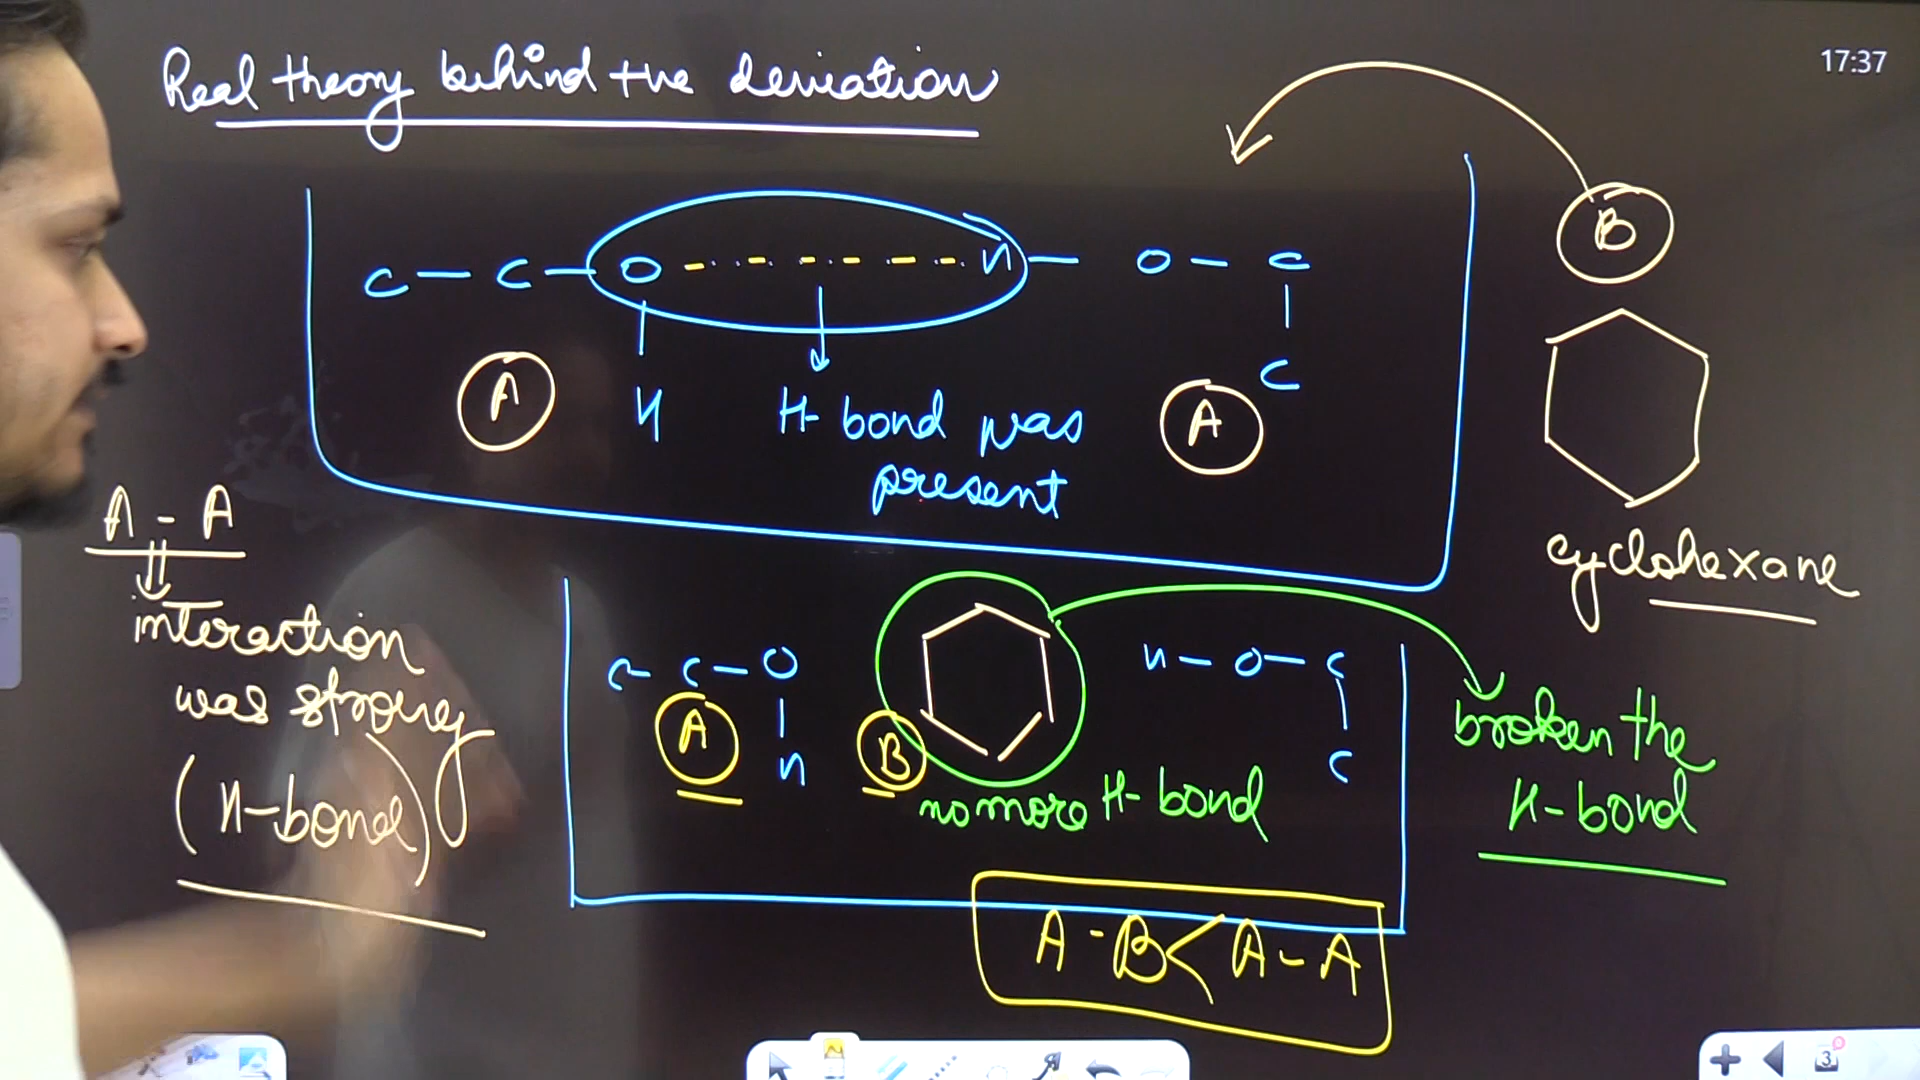 Real theory behind the deviation
17:37
B
C — C — O - - - - - - H — O — C
C
A
H
H-bond was
present
A
cyclohexane
A - A
interaction
was strong
(H-bond)
C - C - O
H - O - C
A
H
B
C
no more H-bond
broken the
H-bond
A - B < A - A
3